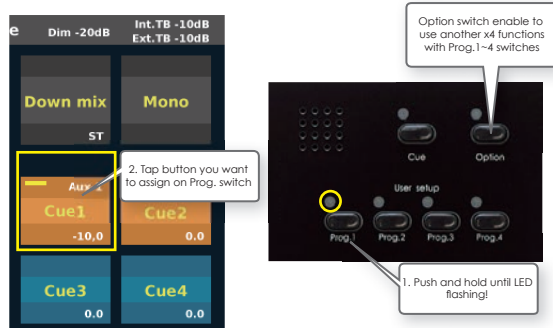 e Dim -20dB Int.TB -10dB
Ext.TB -10dB
Down mix Mono
ST
Aux 1
Cue1 Cue2
-10,0 0.0
Cue3 Cue4
0.0 0.0
2. Tap button you want
to assign on Prog. switch
Option switch enable to
use another x4 functions
with Prog.1~4 switches
Cue Option
User setup
Prog.1 Prog.2 Prog.3 Prog.4
1. Push and hold until LED
flashing!